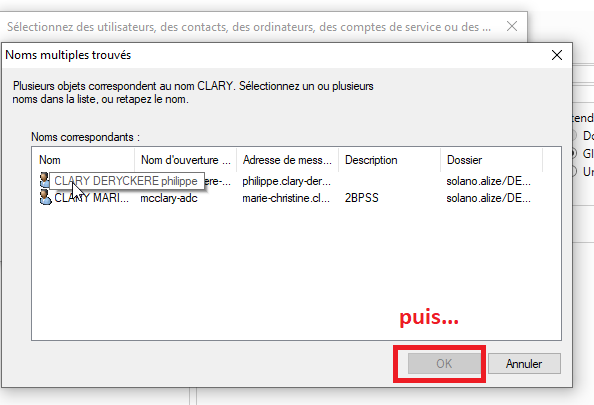 Sélectionnez des utilisateurs, des contacts, des ordinateurs, des comptes de service ou des ...
Noms multiples trouvés
Plusieurs objets correspondent au nom CLARY. Sélectionnez un ou plusieurs
noms dans la liste, ou retapez le nom.
Noms correspondants :
Nom Nom d'ouverture ... Adresse de mess... Description Dossier
CLARY DERYCKERE philippe ere-... philippe.clary-der... solano.alize/DE...
CLARY MARI... mcclary-adc marie-christine.cl... 2BPSS solano.alize/DE...
puis...
OK Annuler
tend
Do
Gl
Un